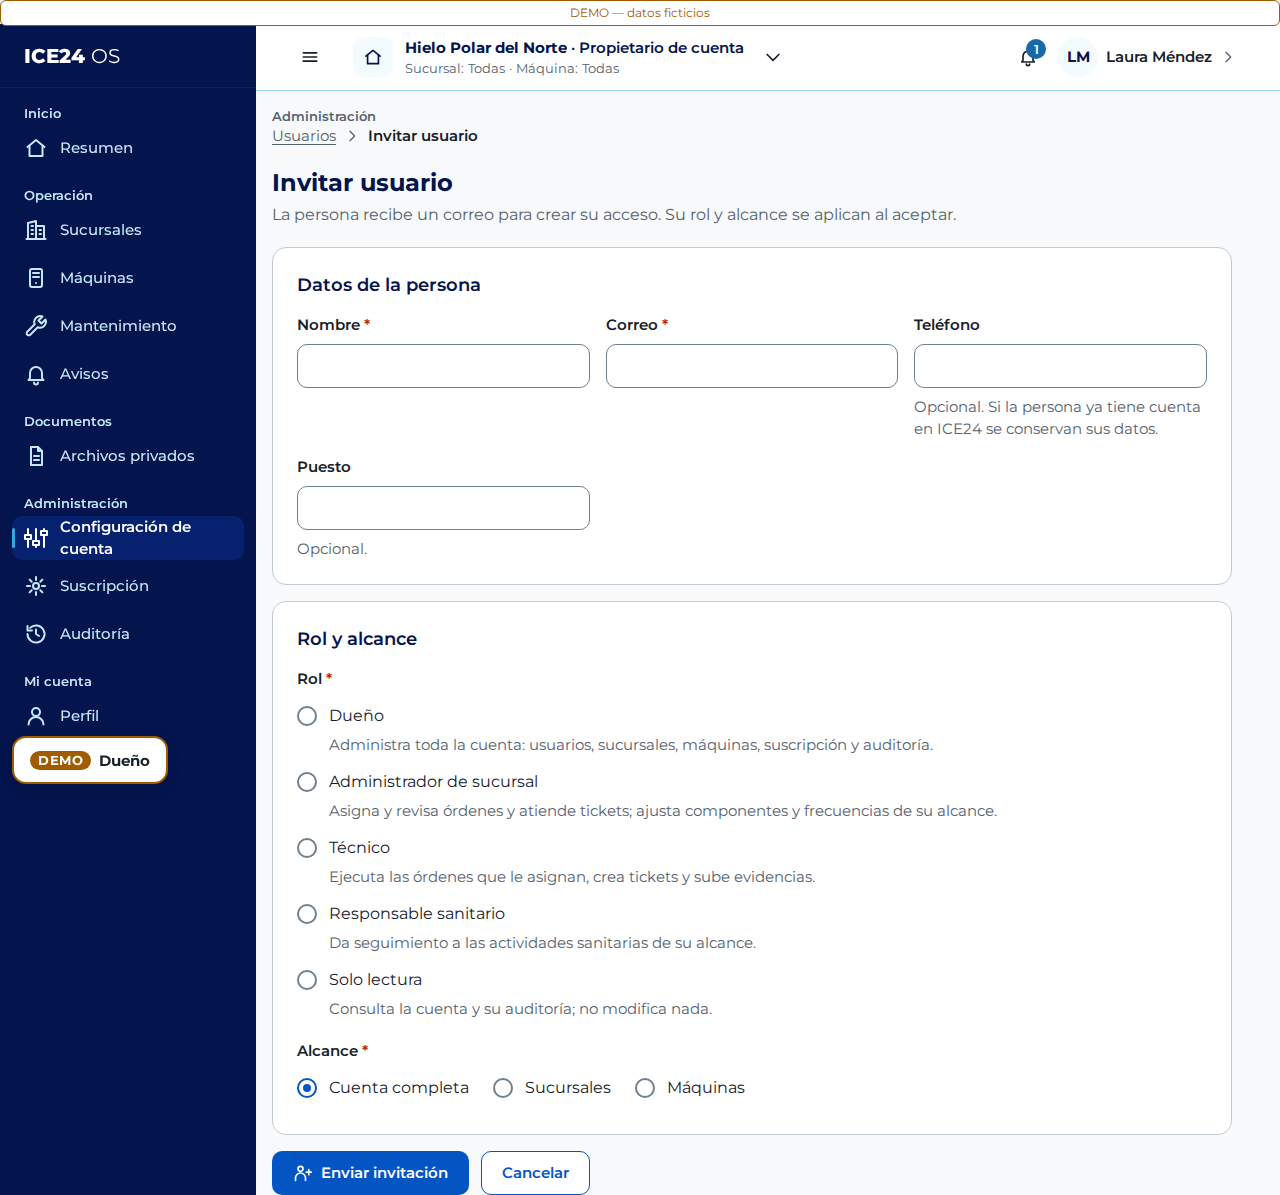 DEMO — datos ficticios
ICE24 OS
Inicio
Resumen
Operación
Sucursales
Máquinas
Mantenimiento
Avisos
Documentos
Archivos privados
Administración
Configuración de
cuenta
Suscripción
Auditoría
Mi cuenta
Perfil
DEMO Dueño
Hielo Polar del Norte · Propietario de cuenta
Sucursal: Todas · Máquina: Todas
1
LM Laura Méndez
Administración
Usuarios Invitar usuario
Invitar usuario
La persona recibe un correo para crear su acceso. Su rol y alcance se aplican al aceptar.
Datos de la persona
Nombre *
Correo *
Teléfono
Opcional. Si la persona ya tiene cuenta
en ICE24 se conservan sus datos.
Puesto
Opcional.
Rol y alcance
Rol *
Dueño
Administra toda la cuenta: usuarios, sucursales, máquinas, suscripción y auditoría.
Administrador de sucursal
Asigna y revisa órdenes y atiende tickets; ajusta componentes y frecuencias de su alcance.
Técnico
Ejecuta las órdenes que le asignan, crea tickets y sube evidencias.
Responsable sanitario
Da seguimiento a las actividades sanitarias de su alcance.
Solo lectura
Consulta la cuenta y su auditoría; no modifica nada.
Alcance *
Cuenta completa Sucursales Máquinas
Enviar invitación Cancelar